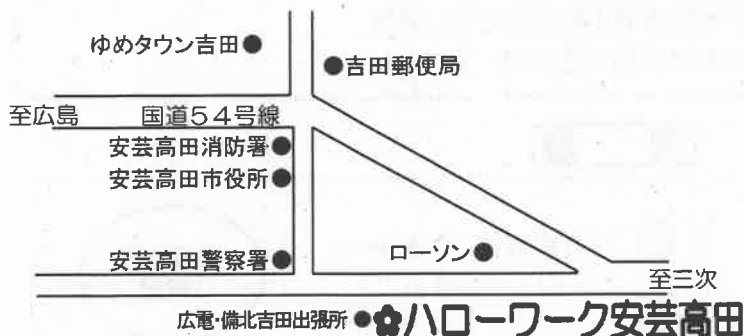 ゆめタウン吉田
吉田郵便局
至広島
国道54号線
安芸高田消防署
安芸高田市役所
安芸高田警察署
ローソン
至三次
広電・備北吉田出張所
ハローワーク安芸高田